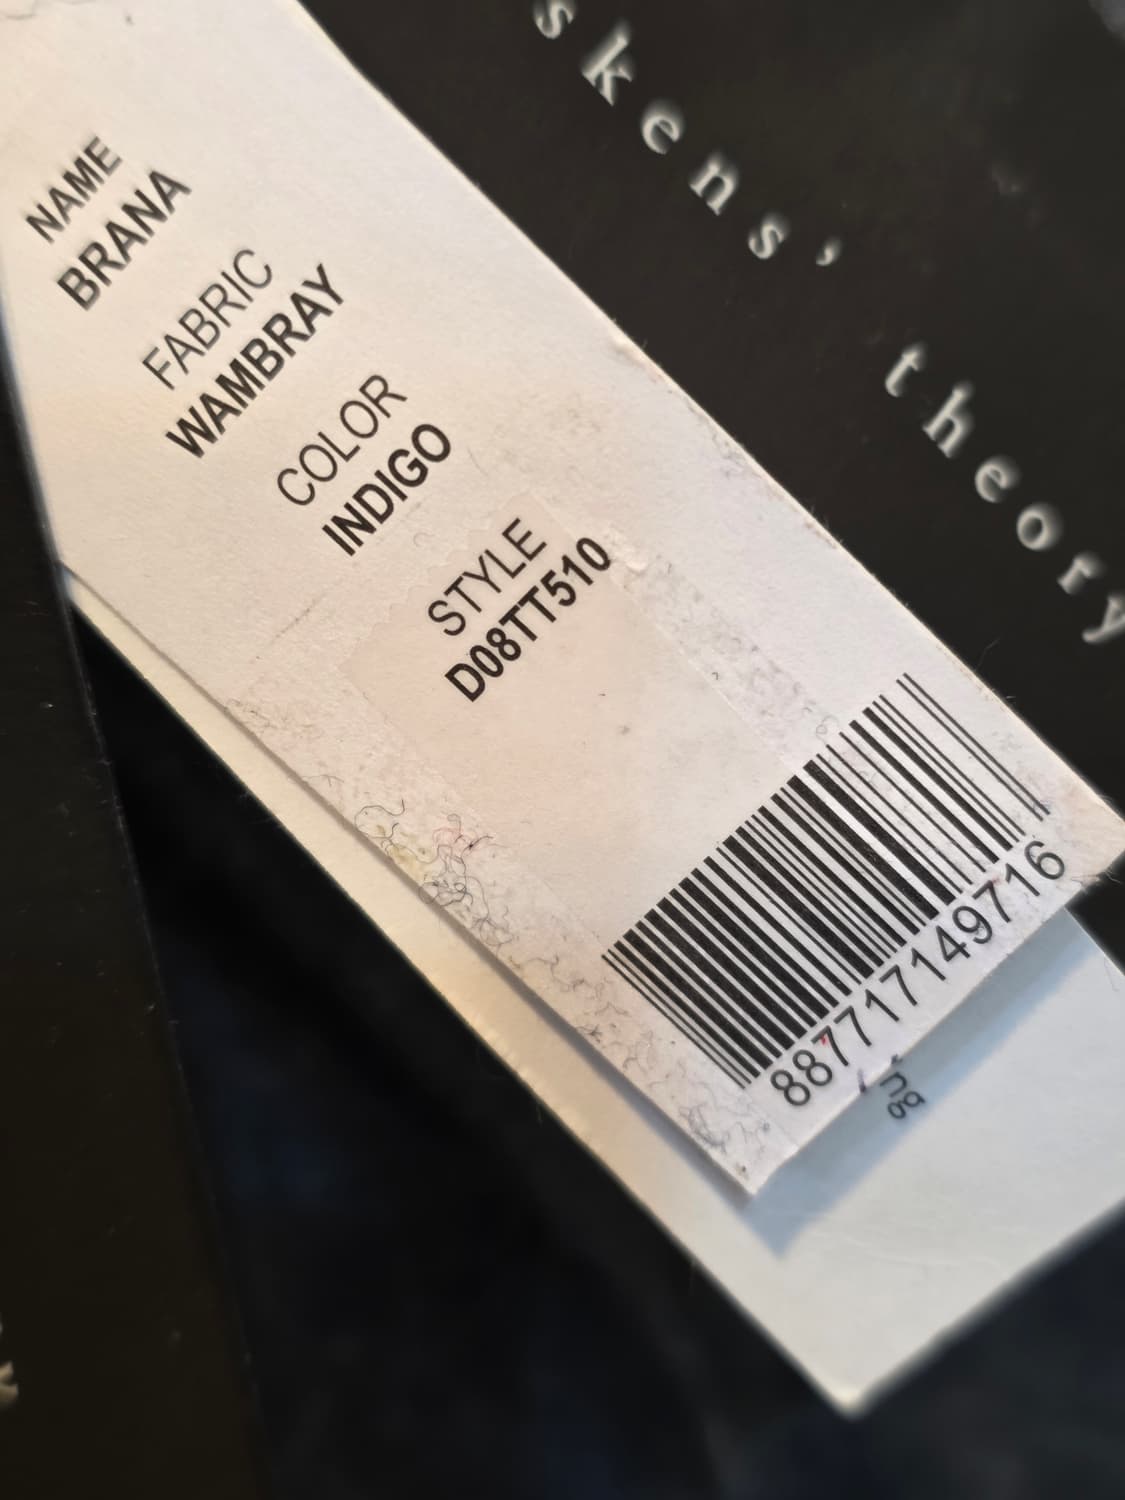 NAME
BRANA
FABRIC
WAMBRAY
COLOR
INDIGO
STYLE
D08TT510
887717149716
skens' theory